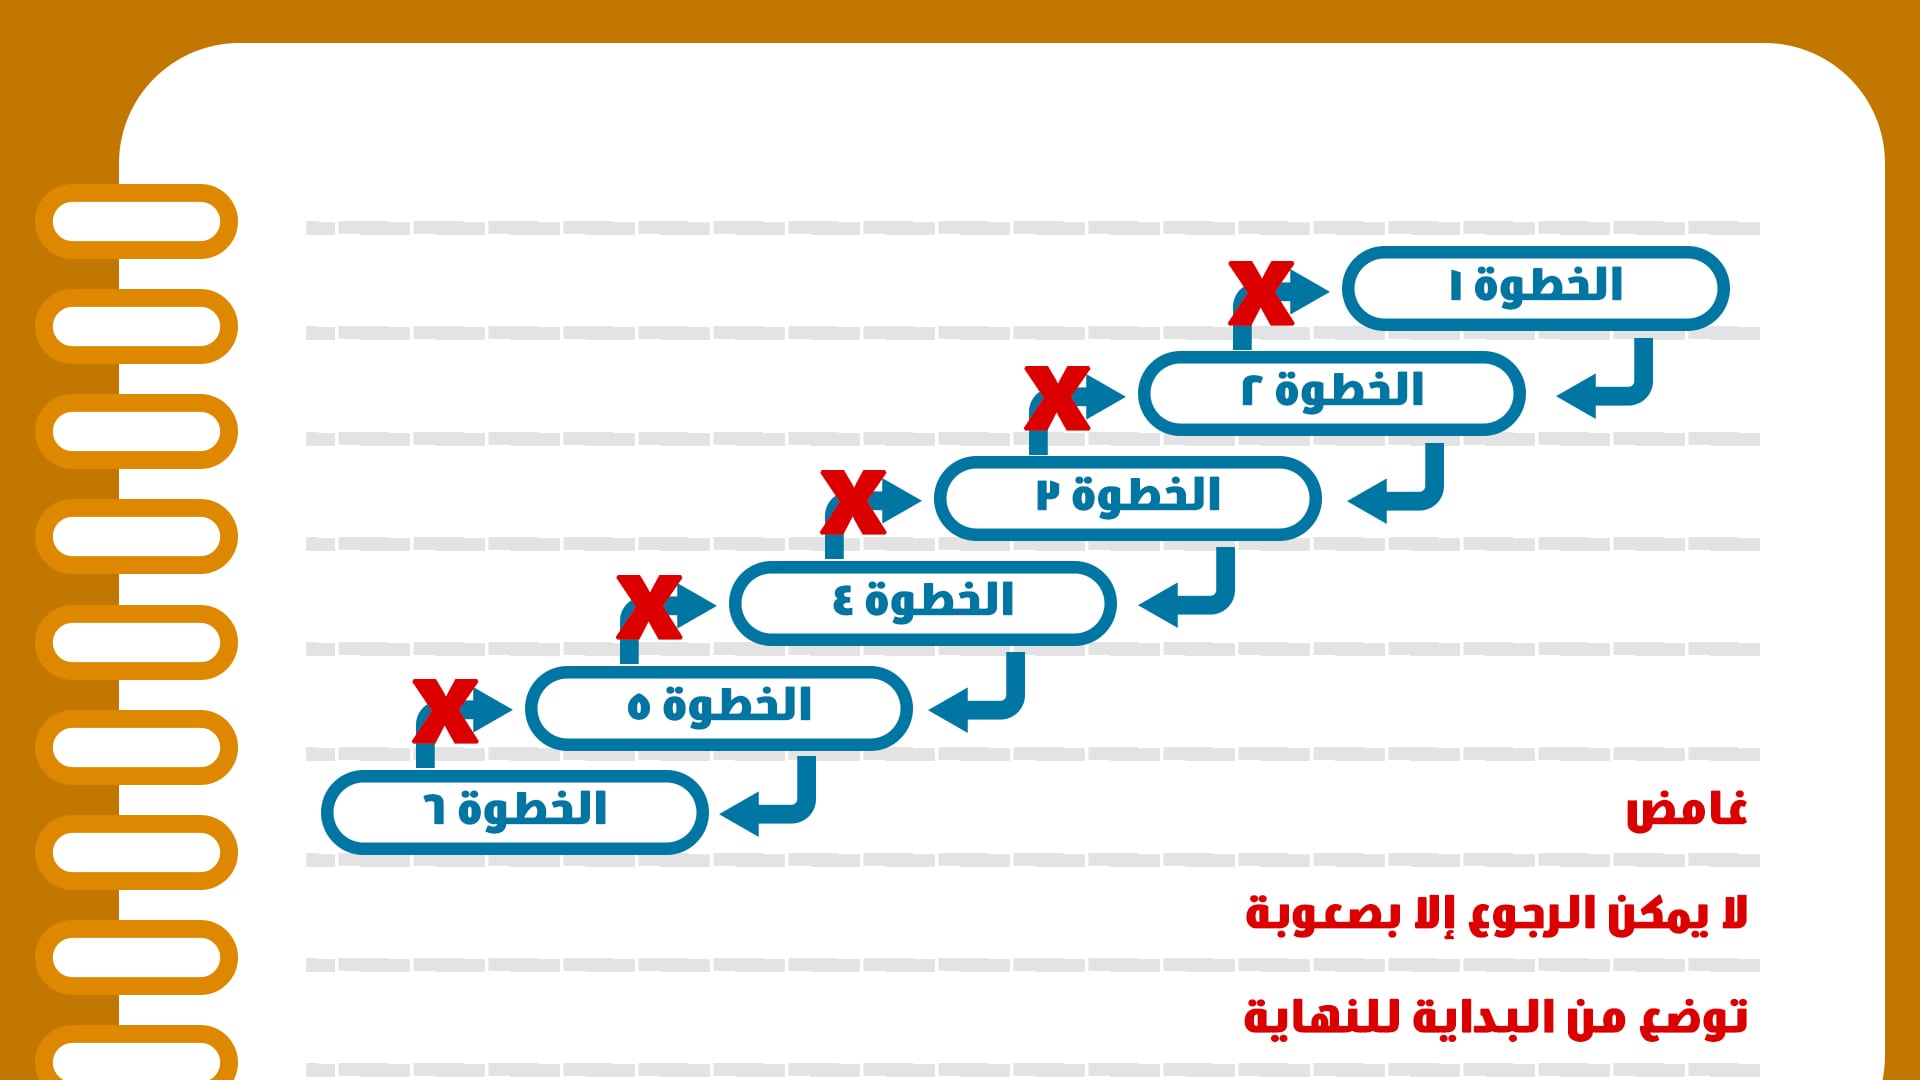 الخطوة ١
الخطوة ٢
الخطوة ٣
الخطوة ٤
الخطوة ٥
الخطوة ٦
غامض
لا يمكن الرجوع إلا بصعوبة
توضع من البداية للنهاية